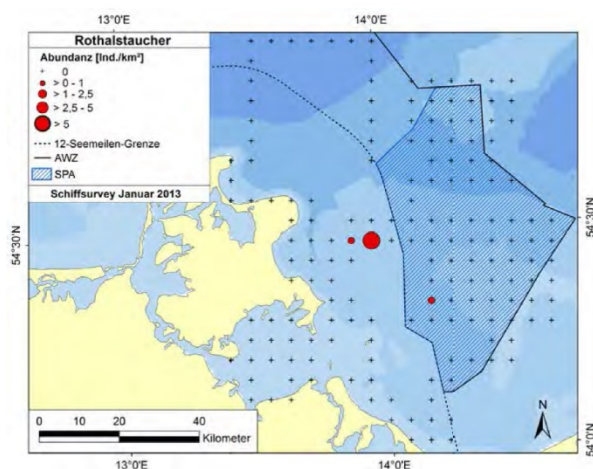 13°0'E 14°0'E
Rothalstaucher
Abundanz [Ind./km²]
0
> 0 - 1
> 1 - 2,5
> 2,5 - 5
> 5
12-Seemeilen-Grenze
AWZ
SPA
Schiffsurvey Januar 2013
54°30'N
54°30'N
0 10 20 40
Kilometer
N
54°0'N
13°0'E 14°0'E